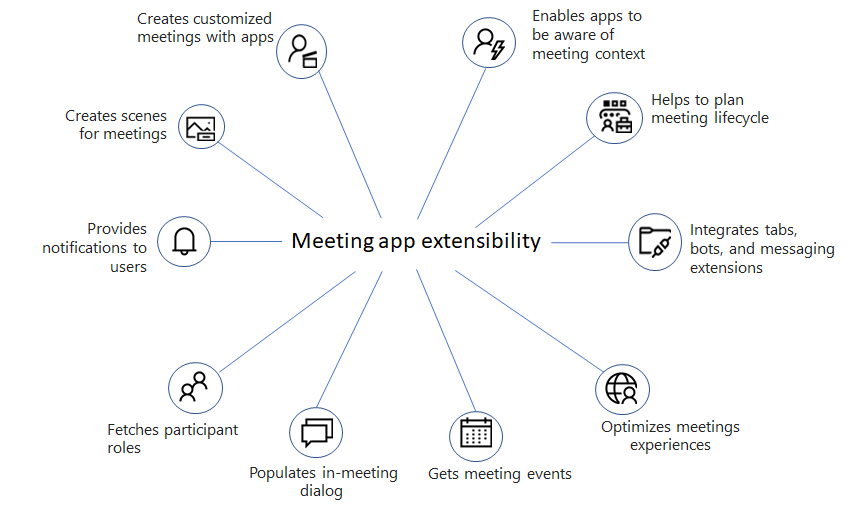 Creates customized
meetings with apps
Enables apps to
be aware of
meeting context
Creates scenes
for meetings
Helps to plan
meeting lifecycle
Provides
notifications to
users
Meeting app extensibility
Integrates tabs,
bots, and messaging
extensions
Fetches participant
roles
Populates in-meeting
dialog
Gets meeting events
Optimizes meetings
experiences